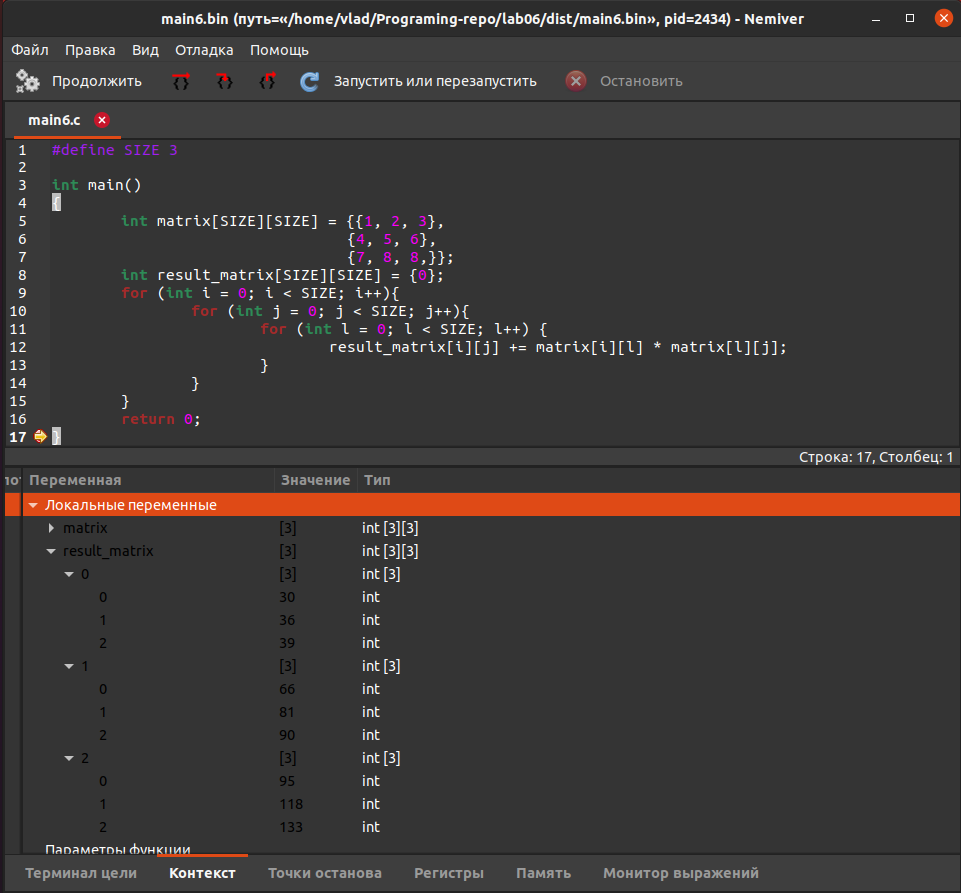 main6.bin (путь=«/home/vlad/Programing-repo/lab06/dist/main6.bin», pid=2434) - Nemiver
Файл Правка Вид Отладка Помощь
Продолжить Запустить или перезапустить Остановить
main6.c
1 #define SIZE 3
2
3 int main()
4 {
5 int matrix[SIZE][SIZE] = {{1, 2, 3},
6 {4, 5, 6},
7 {7, 8, 8,}};
8 int result_matrix[SIZE][SIZE] = {0};
9 for (int i = 0; i < SIZE; i++){
10 for (int j = 0; j < SIZE; j++){
11 for (int l = 0; l < SIZE; l++) {
12 result_matrix[i][j] += matrix[i][l] * matrix[l][j];
13 }
14 }
15 }
16 return 0;
17 }
Строка: 17, Столбец: 1
Переменная Значение Тип
Локальные переменные
matrix [3] int [3][3]
result_matrix [3] int [3][3]
0 [3] int [3]
0 30 int
1 36 int
2 39 int
1 [3] int [3]
0 66 int
1 81 int
2 90 int
2 [3] int [3]
0 95 int
1 118 int
2 133 int
Параметры функции
Терминал цели Контекст Точки останова Регистры Память Монитор выражений